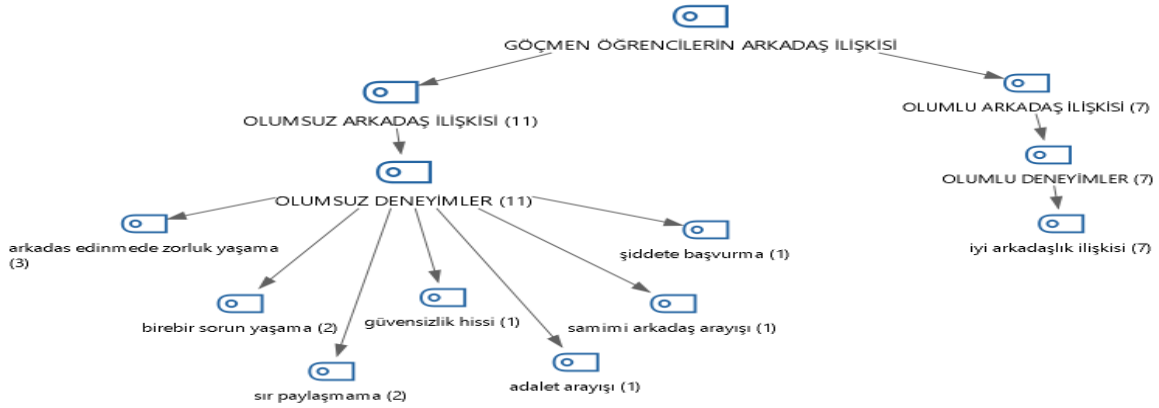 GÖÇMEN ÖĞRENCİLERİN ARKADAŞ İLİŞKİSİ
OLUMSUZ ARKADAŞ İLİŞKİSİ (11)
OLUMLU ARKADAŞ İLİŞKİSİ (7)
OLUMSUZ DENEYİMLER (11)
OLUMLU DENEYİMLER (7)
arkadas edinmede zorluk yaşama
(3)
şiddete başvurma (1)
iyi arkadaşlık ilişkisi (7)
birebir sorun yaşama (2)
güvensizlik hissi (1)
samimi arkadaş arayışı (1)
sır paylaşmama (2)
adalet arayışı (1)